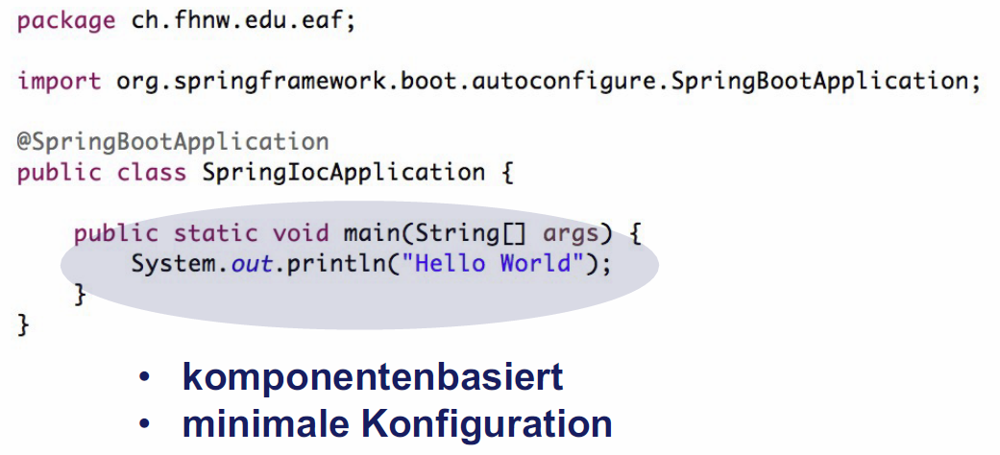 package ch.fhnw.edu.eaf;
import org.springframework.boot.autoconfigure.SpringBootApplication;
@SpringBootApplication
public class SpringIocApplication {
public static void main(String[] args) {
System.out.println("Hello World");
}
}
• komponentenbasiert
• minimale Konfiguration